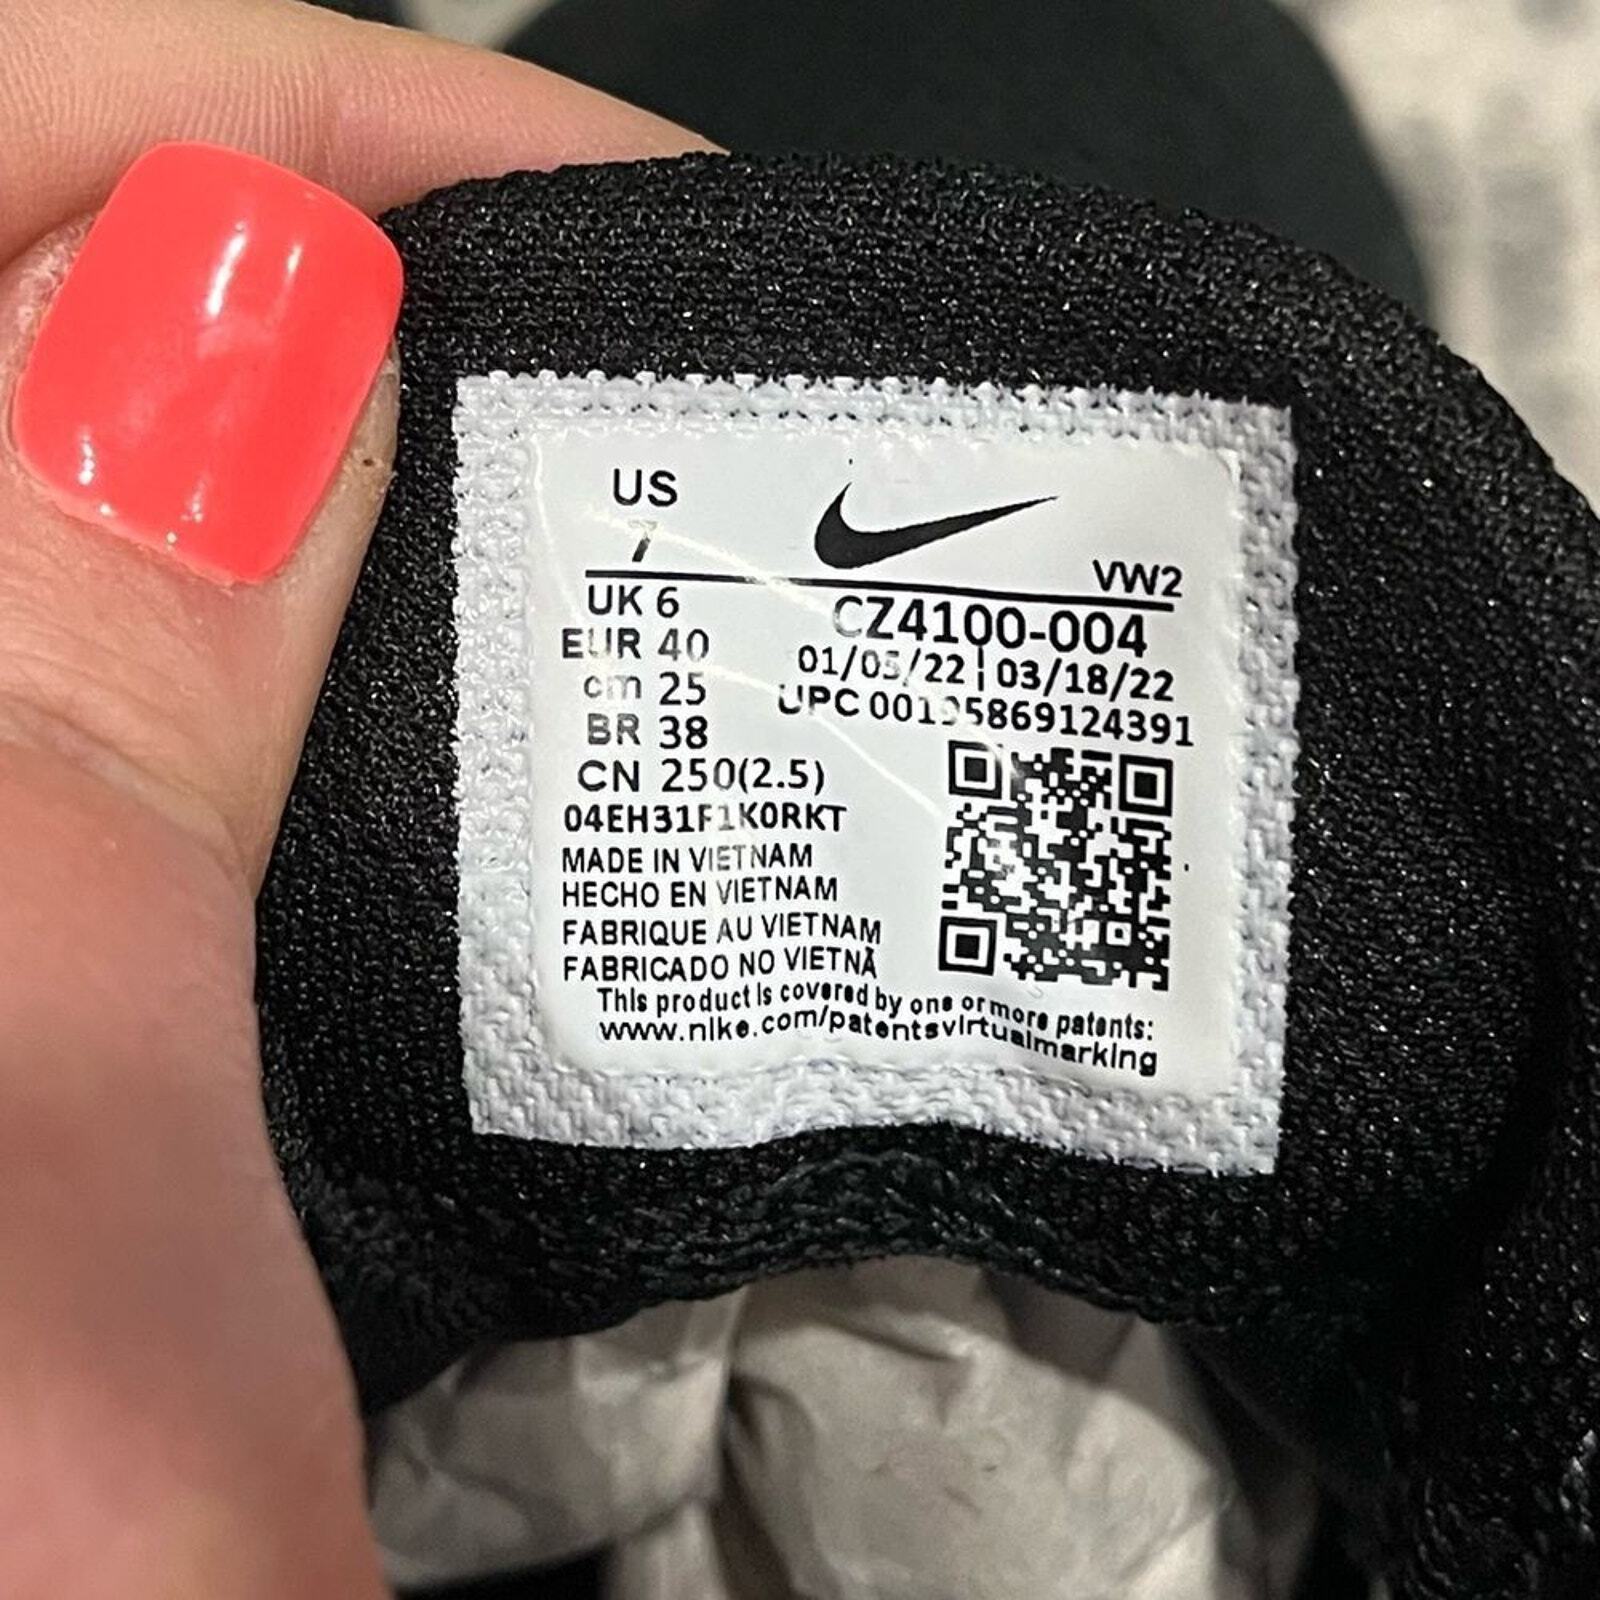 US
7
VW2
UK 6
EUR 40
cm 25
BR 38
CN 250(2.5)
CZ4100-004
01/05/22 | 03/18/22
UPC 00195869124391
04EH31F1K0RKT
MADE IN VIETNAM
HECHO EN VIETNAM
FABRIQUE AU VIETNAM
FABRICADO NO VIETNÃ
This product is covered by one or more patents:
www.nike.com/patentsvirtualmarking